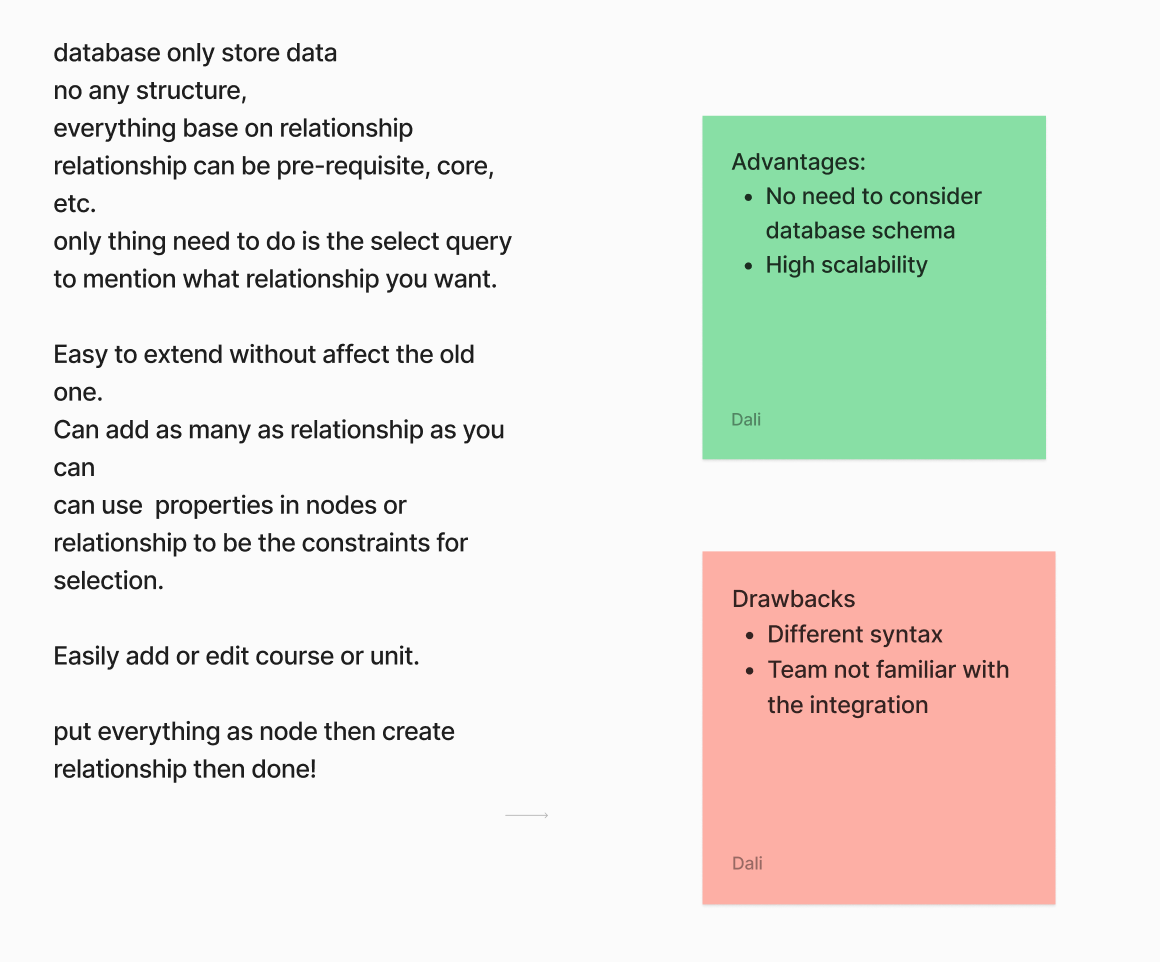 database only store data
no any structure,
everything base on relationship
relationship can be pre-requisite, core,
etc.
only thing need to do is the select query
to mention what relationship you want.
Easy to extend without affect the old
one.
Can add as many as relationship as you
can
can use  properties in nodes or
relationship to be the constraints for
selection.
Easily add or edit course or unit.
put everything as node then create
relationship then done!
Advantages:
• No need to consider
database schema
• High scalability
Dali
Drawbacks
• Different syntax
• Team not familiar with
the integration
Dali